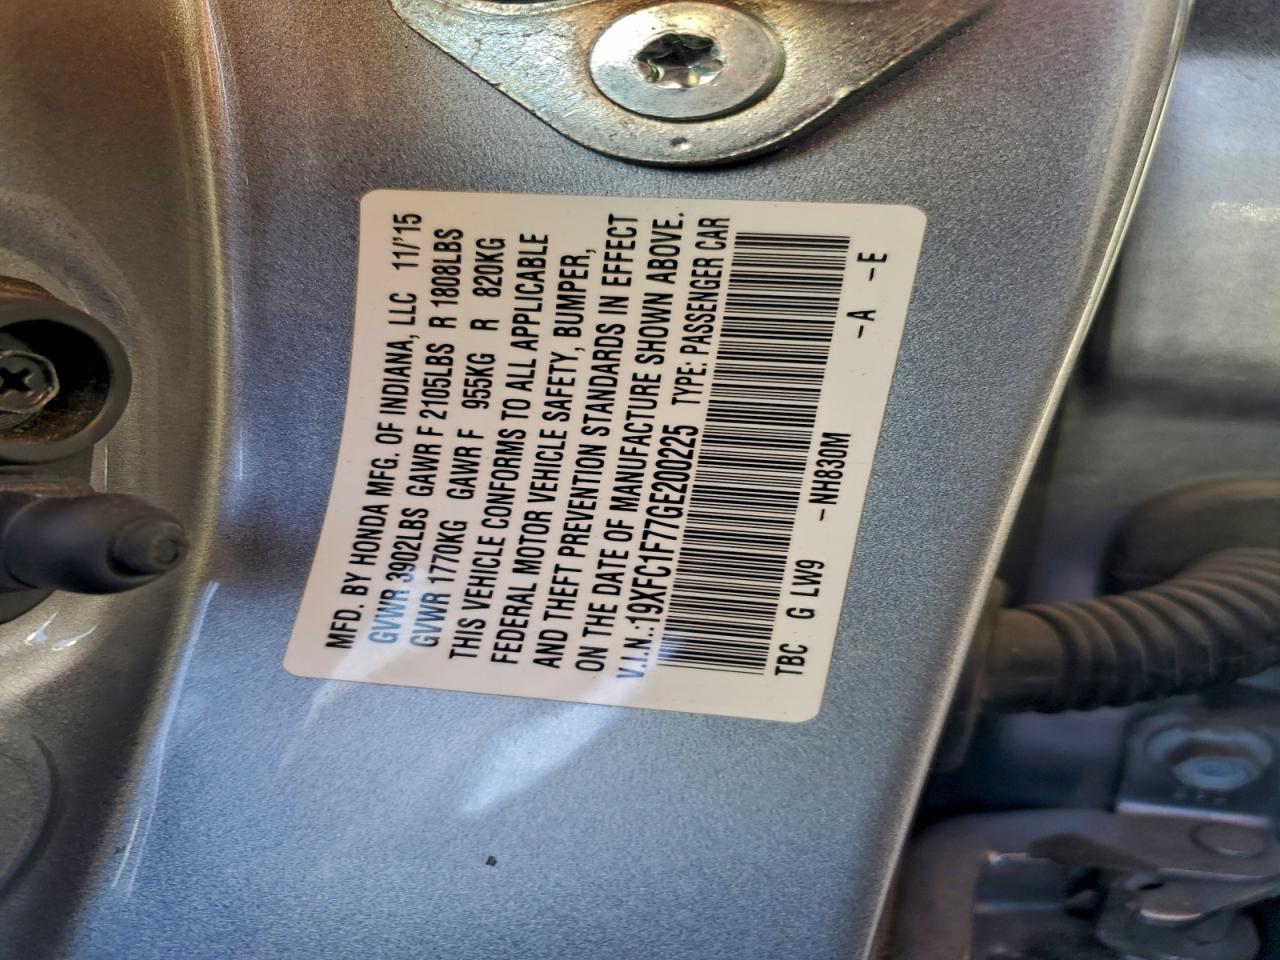 MFD. BY HONDA MFG. OF INDIANA, LLC 11/'15
GVWR 3902LBS GAWR F 2105LBS R 1808LBS
GVWR 1770KG GAWR F 955KG R 820KG
THIS VEHICLE CONFORMS TO ALL APPLICABLE
FEDERAL MOTOR VEHICLE SAFETY, BUMPER,
AND THEFT PREVENTION STANDARDS IN EFFECT
ON THE DATE OF MANUFACTURE SHOWN ABOVE.
V.I.N.:19XFC1F77GE200225 TYPE: PASSENGER CAR
TBC G LW9 -NH830M -A -E